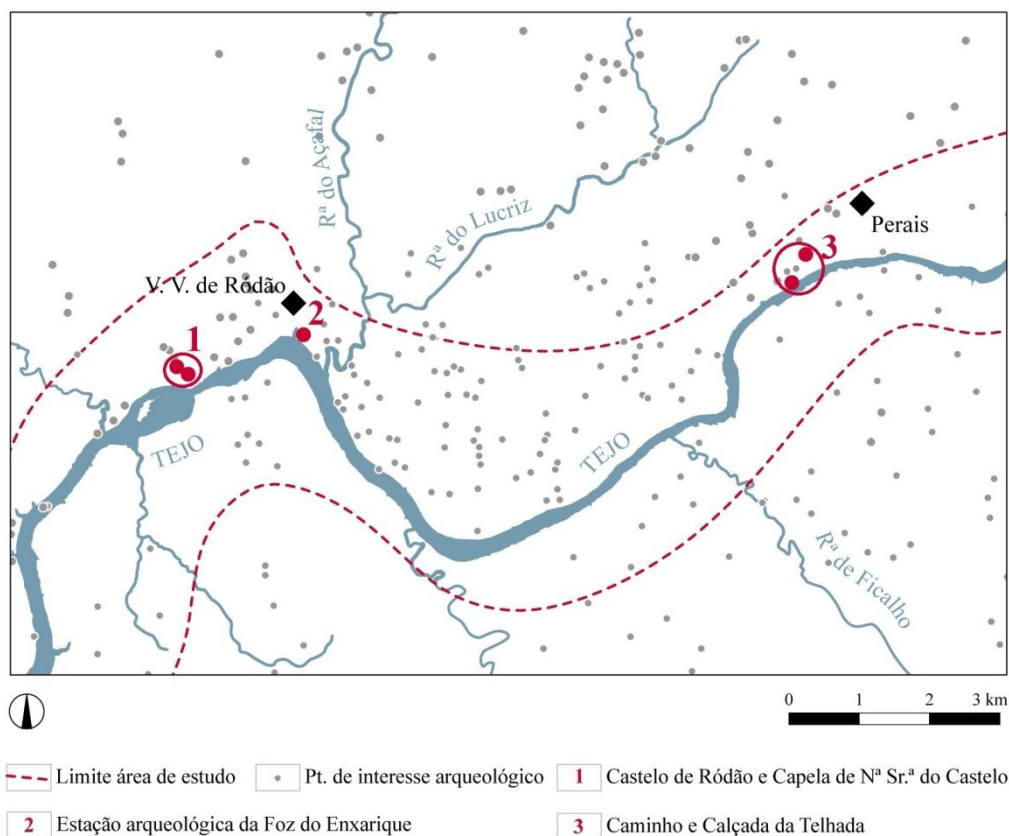 Rª do Açafal
Rª do Lucriz
Perais
3
V. V. de Ródão
2
1
TEJO
TEJO
Rª de Ficalho
0 1 2 3 km
Limite área de estudo
Pt. de interesse arqueológico
1 Castelo de Ródão e Capela de Nª Sr.ª do Castelo
2 Estação arqueológica da Foz do Enxarique
3 Caminho e Calçada da Telhada